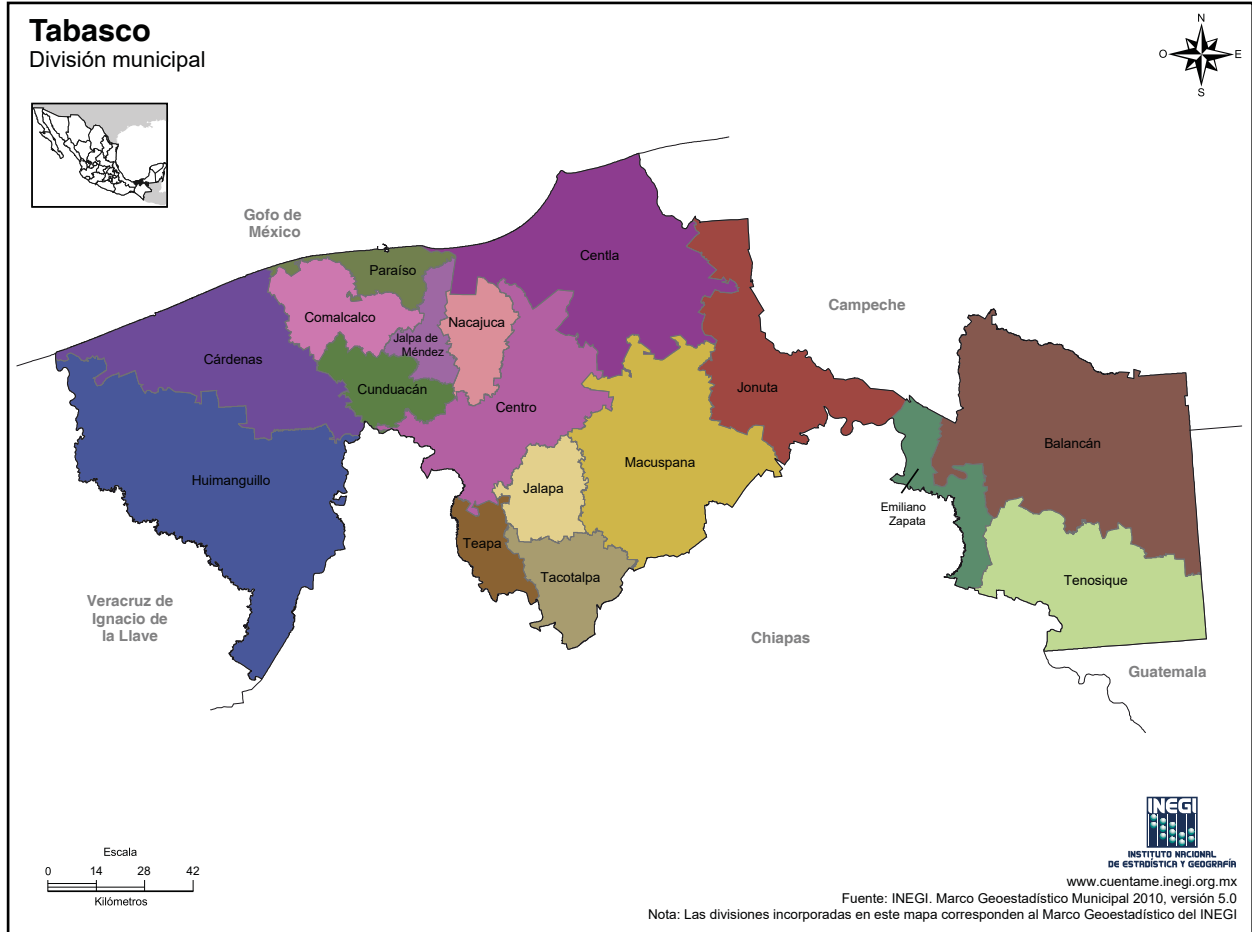 Tabasco
División municipal
N
O
E
S
Gofo de
México
Centla
Paraíso
Campeche
Comalcalco
Nacajuca
Jalpa de
Méndez
Cárdenas
Cunduacán
Jonuta
Centro
Balancán
Macuspana
Huimanguillo
Jalapa
Emiliano
Zapata
Teapa
Tacotalpa
Tenosique
Veracruz de
Ignacio de
la Llave
Chiapas
Guatemala
Escala
0 14 28 42
Kilómetros
INEGI
INSTITUTO NACIONAL
DE ESTADÍSTICA Y GEOGRAFÍA
www.cuentame.inegi.org.mx
Fuente: INEGI. Marco Geoestadístico Municipal 2010, versión 5.0
Nota: Las divisiones incorporadas en este mapa corresponden al Marco Geoestadístico del INEGI